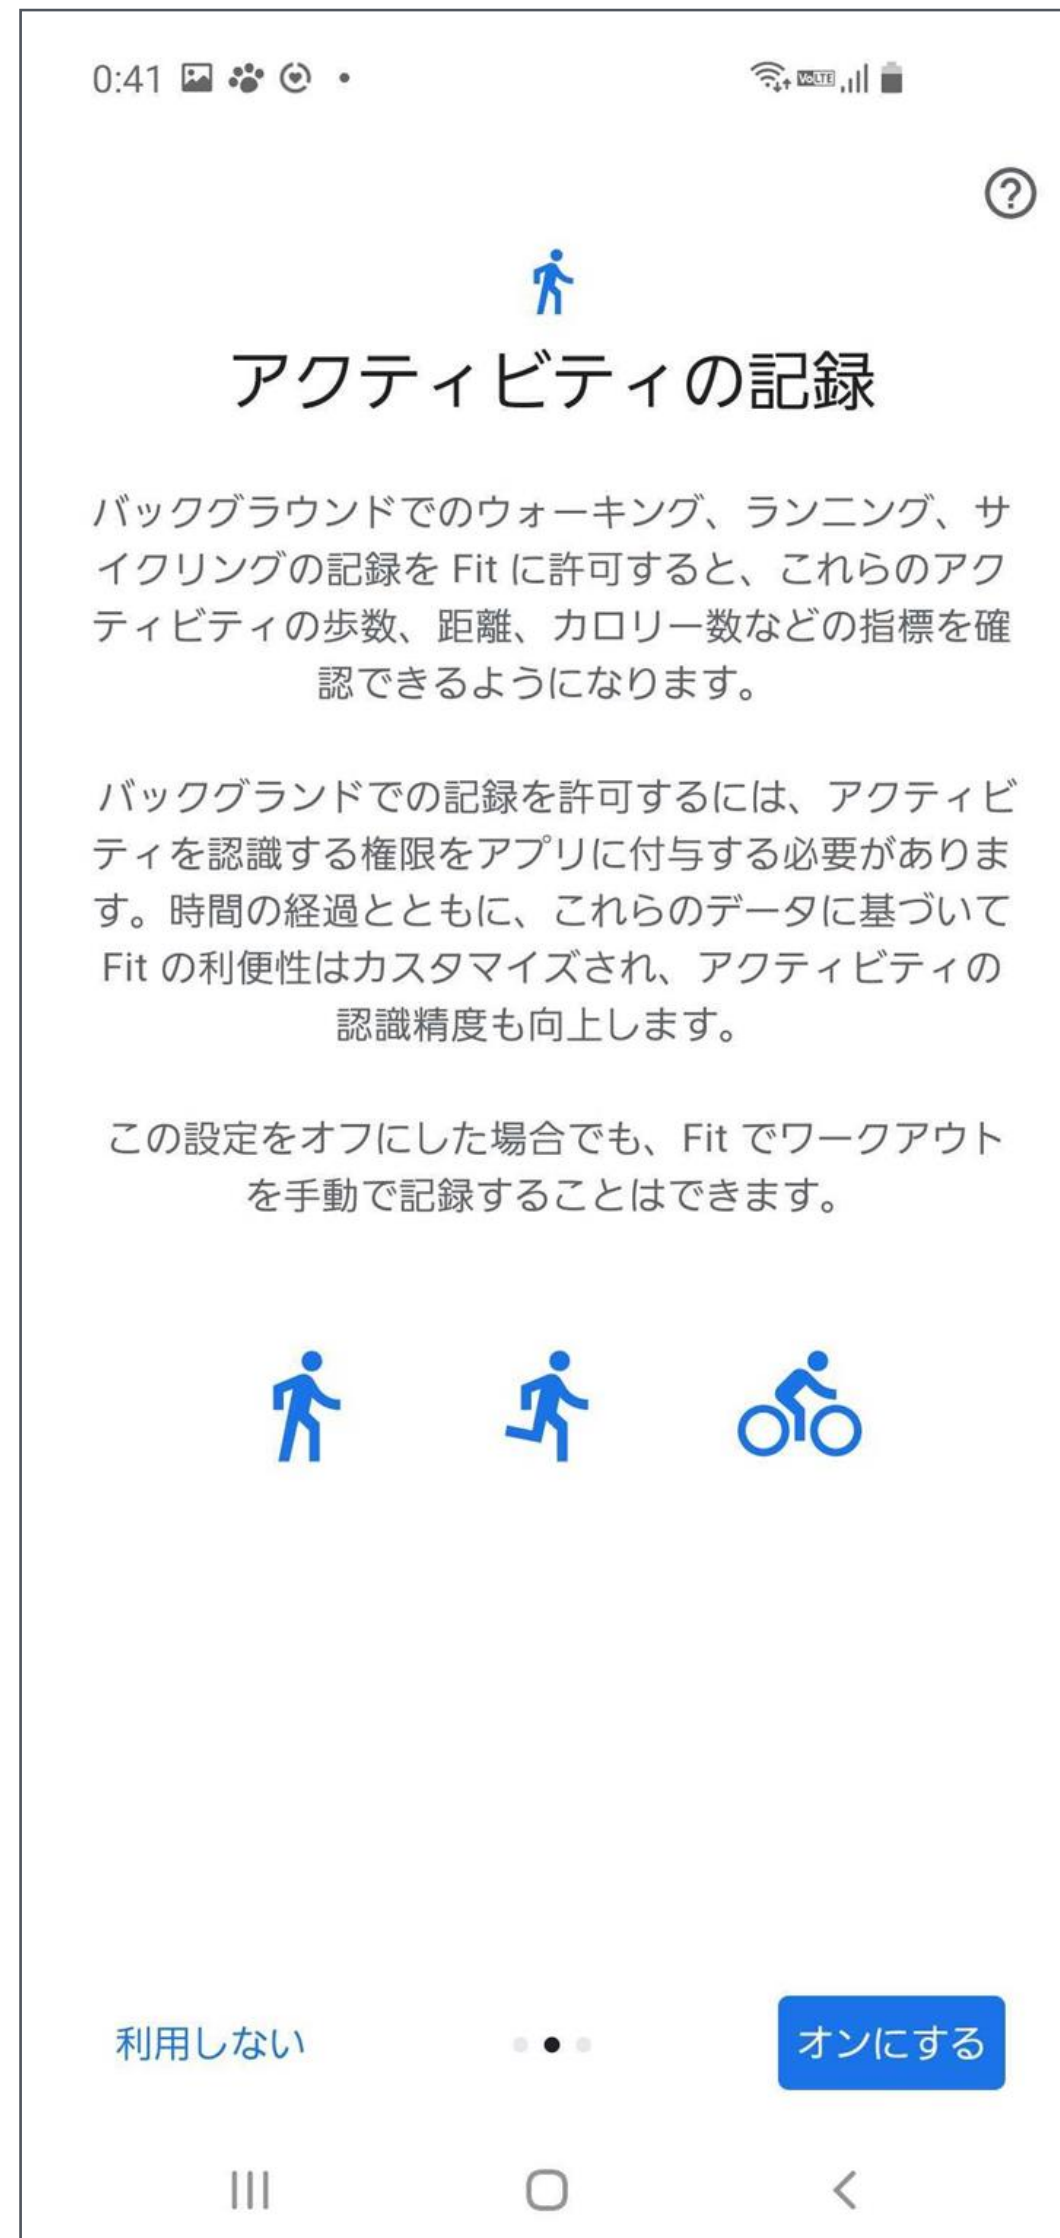 0:41
VoLTE
アクティビティの記録
バックグラウンドでのウォーキング、ランニング、サ
イクリングの記録を Fit に許可すると、これらのアク
ティビティの歩数、距離、カロリー数などの指標を確
認できるようになります。
バックグランドでの記録を許可するには、アクティビ
ティを認識する権限をアプリに付与する必要がありま
す。時間の経過とともに、これらのデータに基づいて
Fit の利便性はカスタマイズされ、アクティビティの
認識精度も向上します。
この設定をオフにした場合でも、Fit でワークアウト
を手動で記録することはできます。
利用しない
オンにする